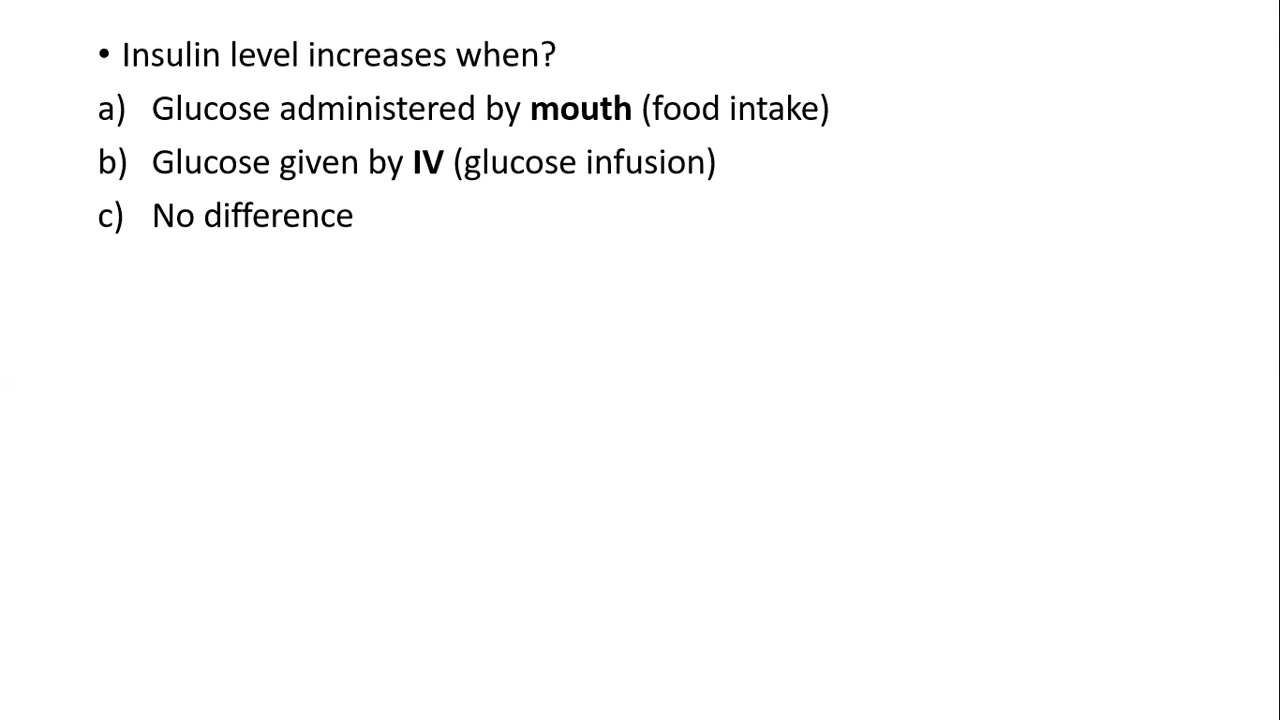 • Insulin level increases when?
a) Glucose administered by mouth (food intake)
b) Glucose given by IV (glucose infusion)
c) No difference